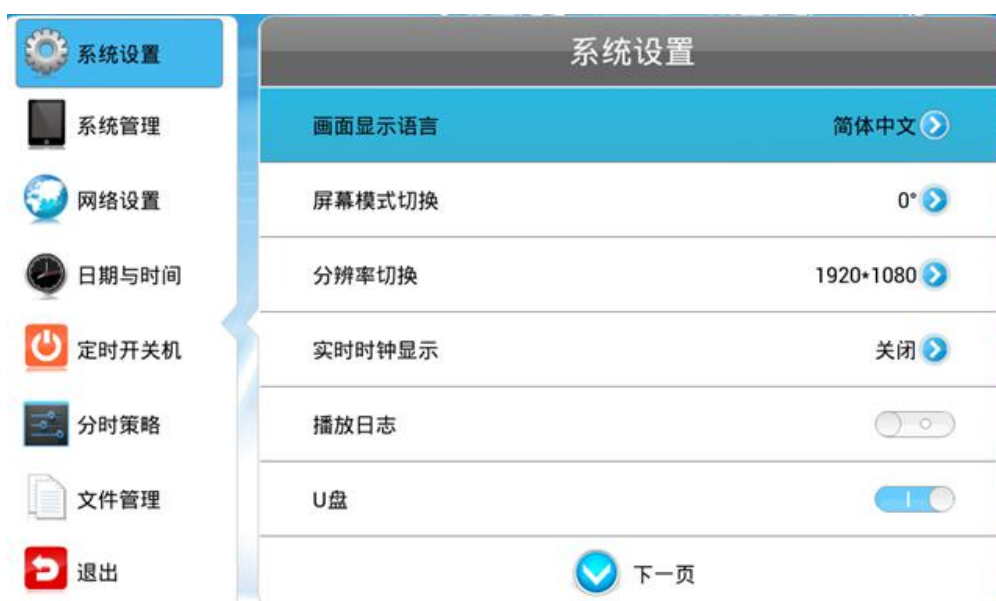 系统设置
系统管理
网络设置
日期与时间
定时开关机
分时策略
文件管理
退出
系统设置
画面显示语言 简体中文
屏幕模式切换 0°
分辨率切换 1920*1080
实时时钟显示 关闭
播放日志
U盘
下一页